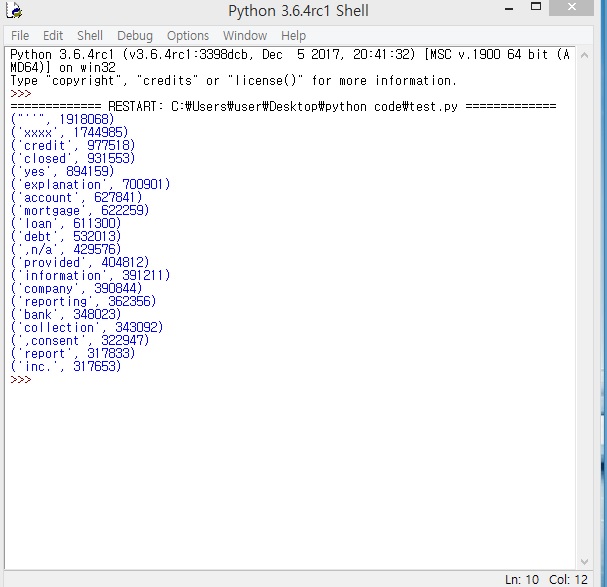 Python 3.6.4rc1 Shell
File Edit Shell Debug Options Window Help
Python 3.6.4rc1 (v3.6.4rc1:3398dcb, Dec  5 2017, 20:41:32) [MSC v.1900 64 bit (A
MD64)] on win32
Type "copyright", "credits" or "license()" for more information.
>>>
============= RESTART: C:₩Users₩user₩Desktop₩python code₩test.py =============
("``", 1918068)
('xxxx', 1744985)
('credit', 977518)
('closed', 931553)
('yes', 894159)
('explanation', 700901)
('account', 627841)
('mortgage', 622259)
('loan', 611300)
('debt', 532013)
(',n/a', 429576)
('provided', 404812)
('information', 391211)
('company', 390844)
('reporting', 362356)
('bank', 348023)
('collection', 343092)
(',consent', 322947)
('report', 317833)
('inc.', 317653)
>>>
Ln: 10 Col: 12